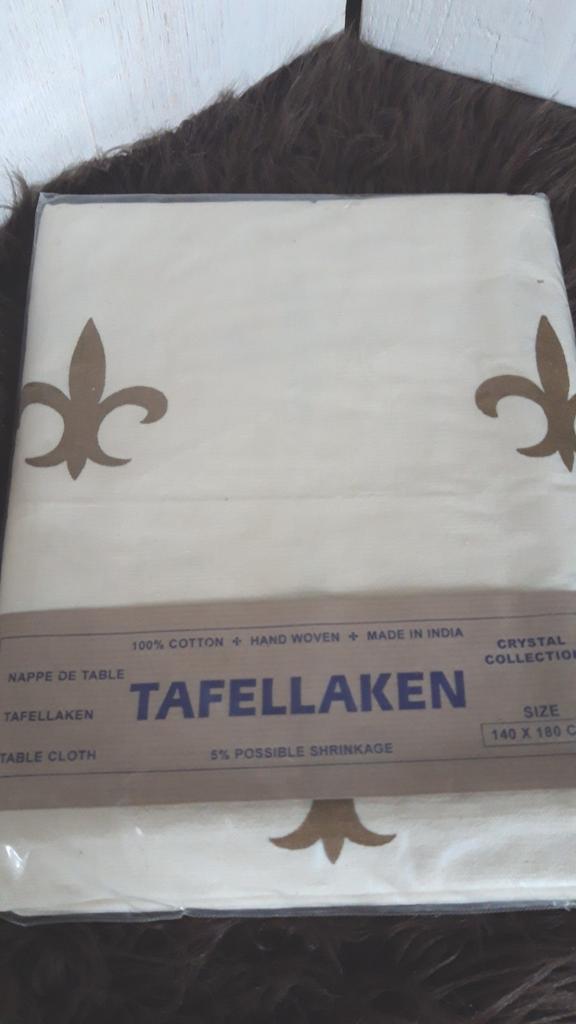 100% COTTON ✢ HAND WOVEN ✢ MADE IN INDIA
NAPPE DE TABLE
TAFELLAKEN
TABLE CLOTH
TAFELLAKEN
5% POSSIBLE SHRINKAGE
CRYSTAL
COLLECTION
SIZE
140 X 180 C